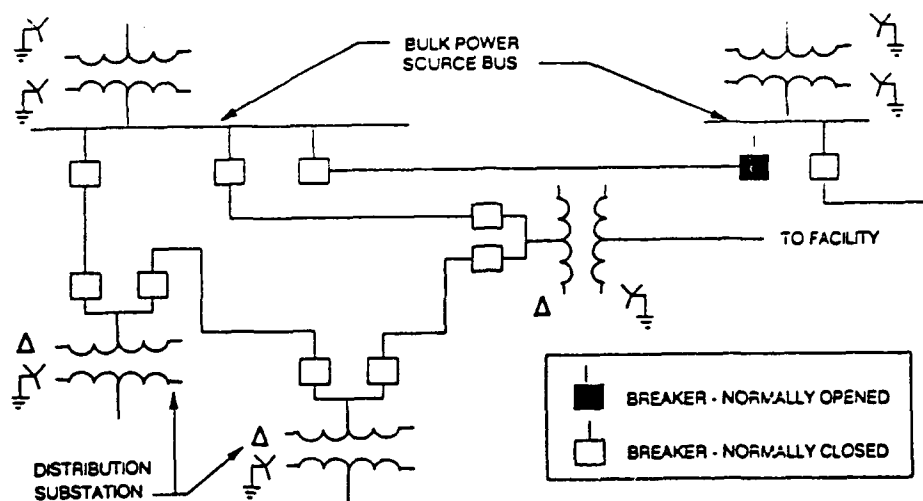 BULK POWER
SCURCE BUS
TO FACILITY
Δ
Δ
Δ
BREAKER - NORMALLY OPENED
BREAKER - NORMALLY CLOSED
DISTRIBUTION
SUBSTATION